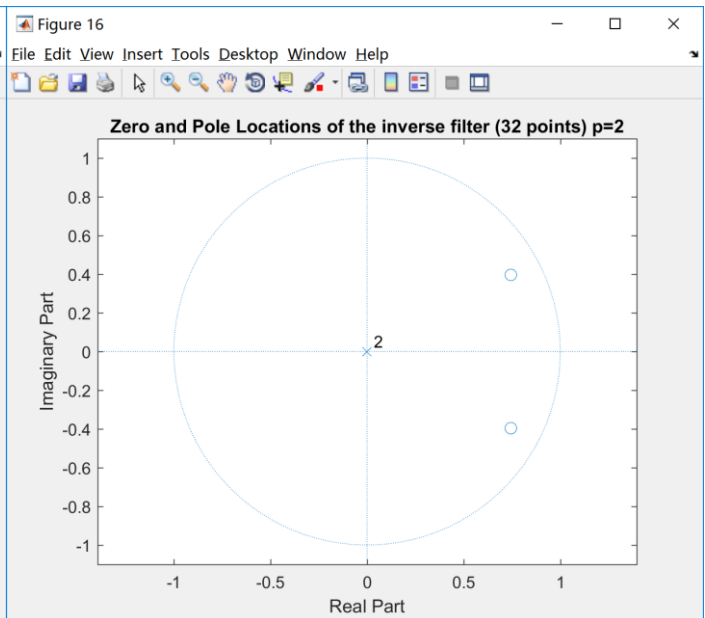 Figure 16
File Edit View Insert Tools Desktop Window Help
Zero and Pole Locations of the inverse filter (32 points) p=2
1
0.8
0.6
0.4
0.2
0
-0.2
-0.4
-0.6
-0.8
-1
Imaginary Part
2
-1 -0.5 0 0.5 1
Real Part